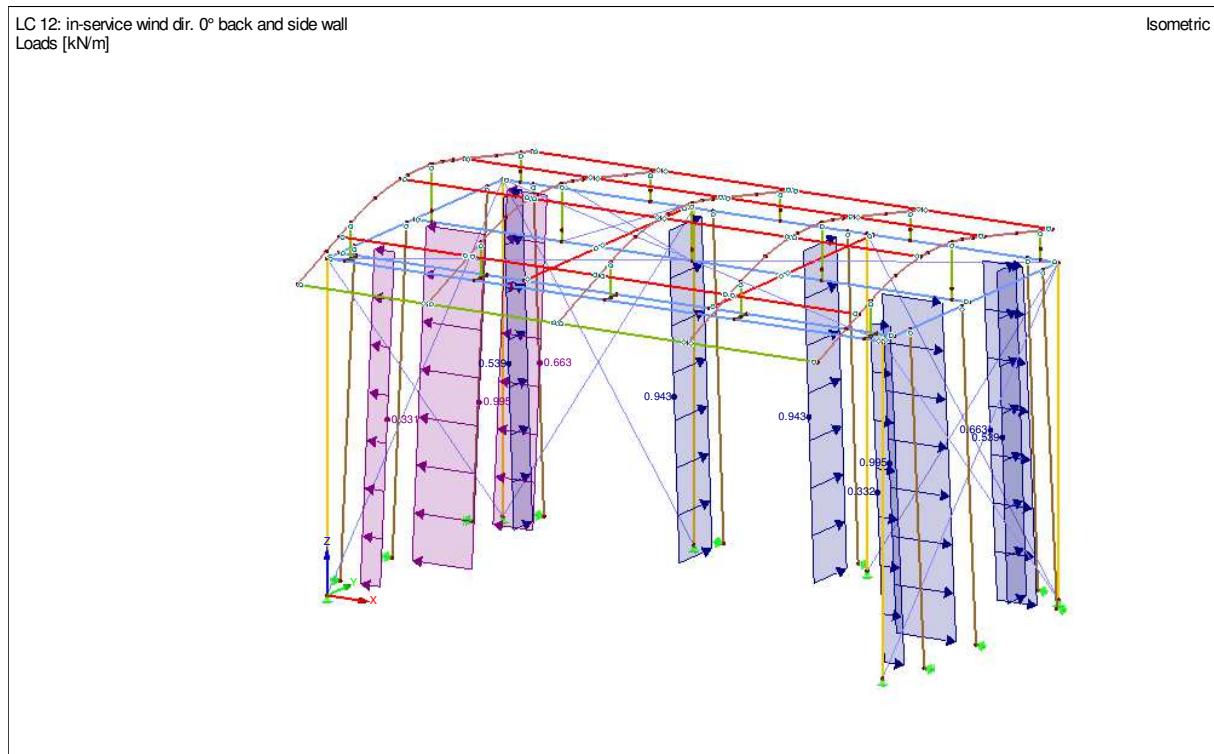 LC 12: in-service wind dir. 0° back and side wall
Isometric
Loads [kN/m]
0.539
0.663
0.943
0.995
0.331
0.943
0.663
0.539
0.995
0.332
Z
Y
X